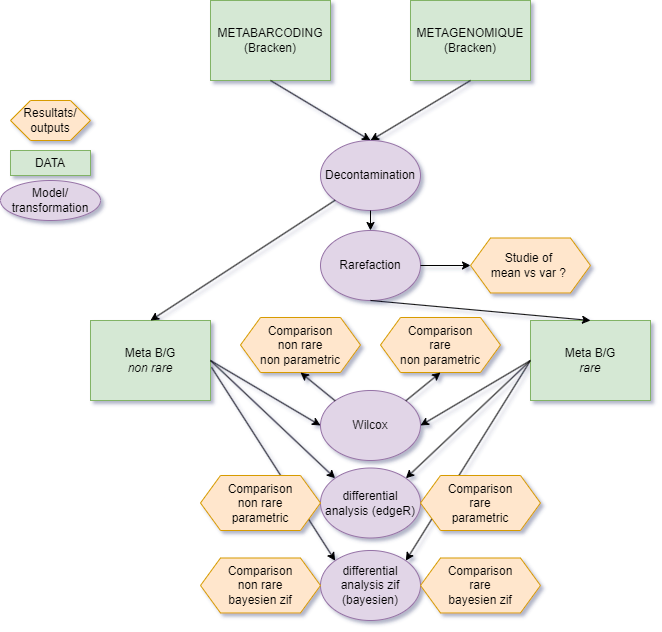 METABARCODING
(Bracken)
METAGENOMIQUE
(Bracken)
Resultats/
outputs
DATA
Model/
transformation
Decontamination
Rarefaction
Studie of
mean vs var ?
Meta B/G
non rare
Comparison
non rare
non parametric
Comparison
rare
non parametric
Meta B/G
rare
Wilcox
Comparison
non rare
parametric
differential
analysis (edgeR)
Comparison
rare
parametric
Comparison
non rare
bayesien zif
differential
analysis zif
(bayesien)
Comparison
rare
bayesien zif